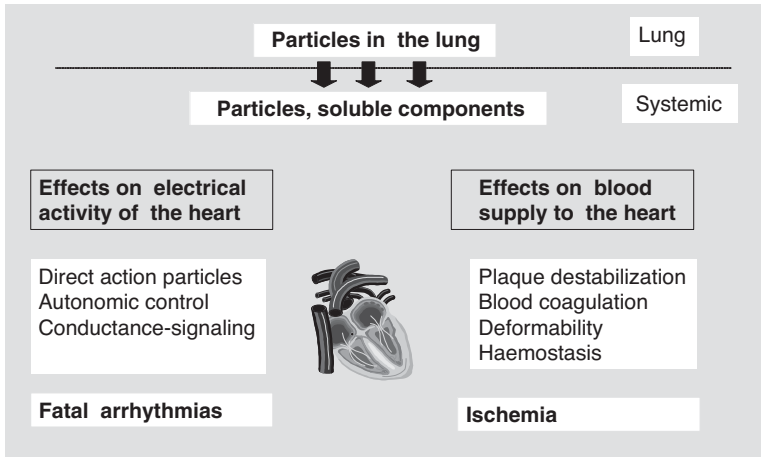 Particles in the lung
Lung
Particles, soluble components
Systemic
Effects on electrical
activity of the heart
Effects on blood
supply to the heart
Direct action particles
Autonomic control
Conductance-signaling
Plaque destabilization
Blood coagulation
Deformability
Haemostasis
Fatal arrhythmias
Ischemia